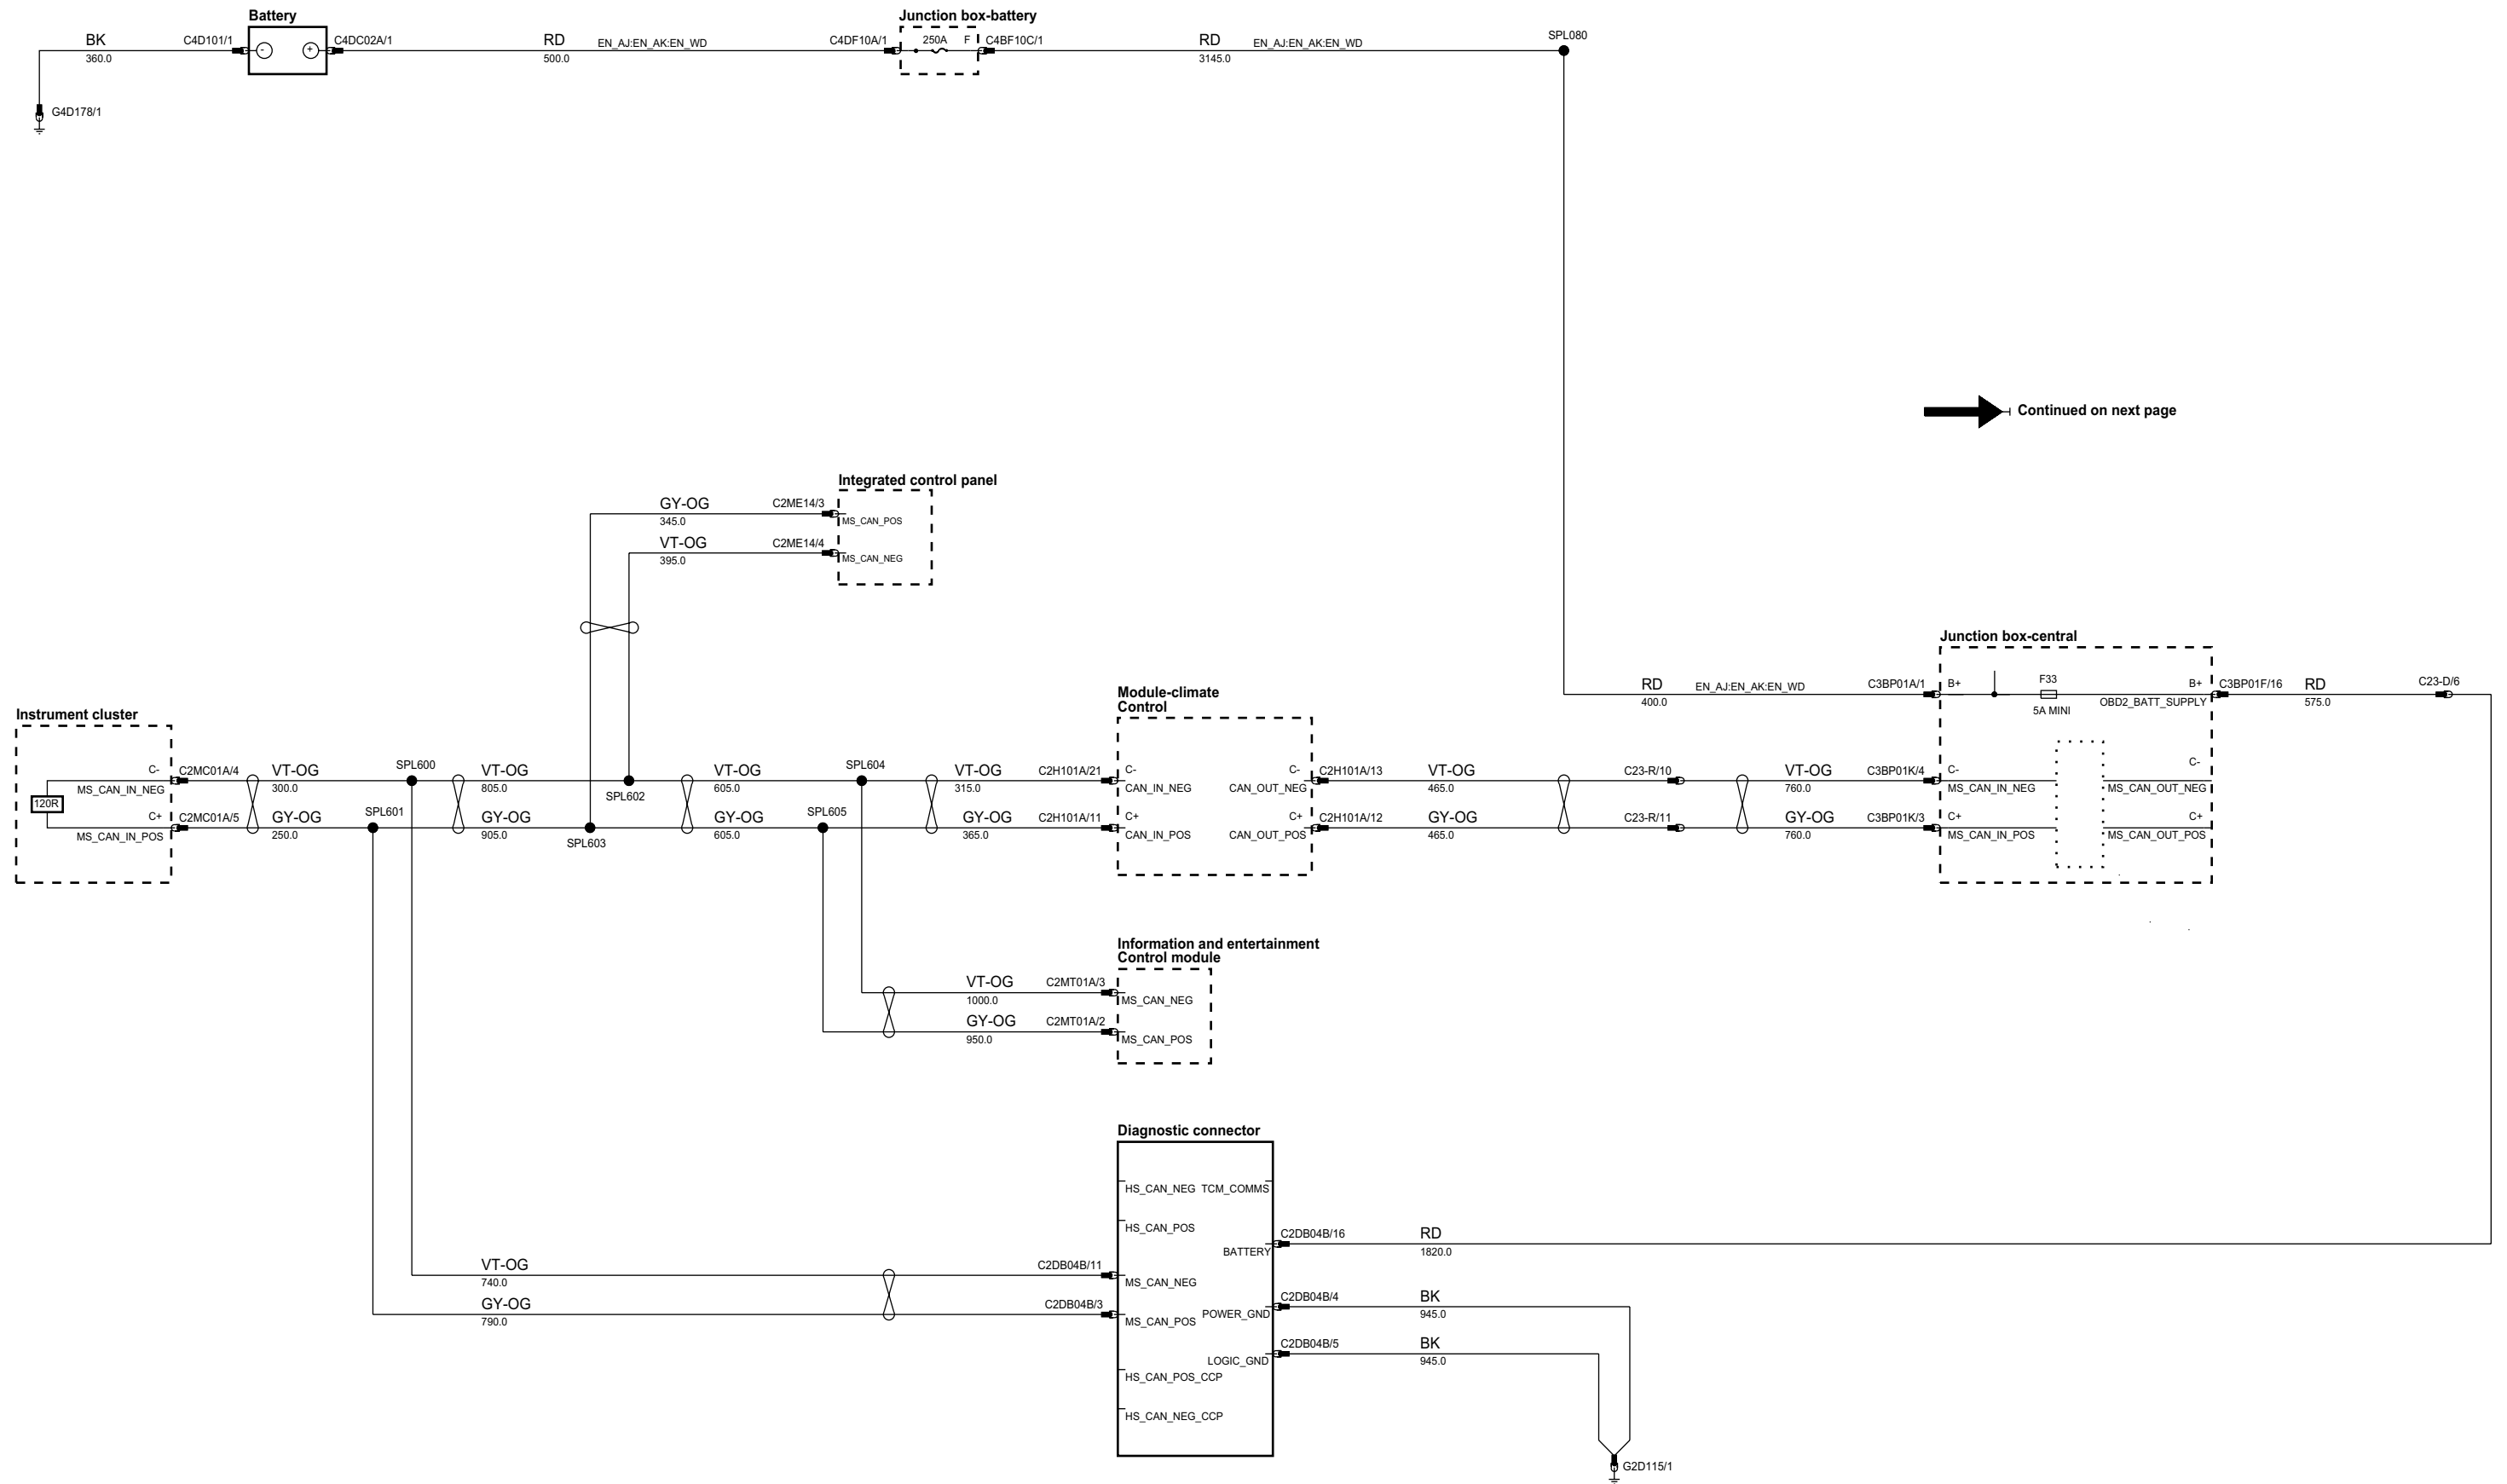 Battery
Junction box-battery
BK
360.0
C4D101/1
-
+
C4DC02A/1
RD
500.0
EN_AJ:EN_AK:EN_WD
C4DF10A/1
250A
F
C4BF10C/1
RD
3145.0
EN_AJ:EN_AK:EN_WD
SPL080
G4D178/1
Continued on next page
Integrated control panel
GY-OG
345.0
C2ME14/3
MS_CAN_POS
VT-OG
395.0
C2ME14/4
MS_CAN_NEG
Junction box-central
RD
400.0
EN_AJ:EN_AK:EN_WD
C3BP01A/1
B+
F33
5A MINI
B+
OBD2_BATT_SUPPLY
C3BP01F/16
RD
575.0
C23-D/6
Instrument cluster
Module-climate
Control
120R
C-
MS_CAN_IN_NEG
C2MC01A/4
VT-OG
300.0
SPL600
VT-OG
805.0
SPL602
VT-OG
605.0
SPL604
VT-OG
315.0
C2H101A/21
C-
CAN_IN_NEG
C-
CAN_OUT_NEG
C2H101A/13
VT-OG
465.0
C23-R/10
VT-OG
760.0
C3BP01K/4
C-
MS_CAN_IN_NEG
C-
MS_CAN_OUT_NEG
C+
MS_CAN_IN_POS
C2MC01A/5
GY-OG
250.0
SPL601
GY-OG
905.0
SPL603
GY-OG
605.0
SPL605
GY-OG
365.0
C2H101A/11
C+
CAN_IN_POS
C+
CAN_OUT_POS
C2H101A/12
GY-OG
465.0
C23-R/11
GY-OG
760.0
C3BP01K/3
C+
MS_CAN_IN_POS
C+
MS_CAN_OUT_POS
Information and entertainment
Control module
VT-OG
1000.0
C2MT01A/3
MS_CAN_NEG
GY-OG
950.0
C2MT01A/2
MS_CAN_POS
Diagnostic connector
HS_CAN_NEG
TCM_COMMS
HS_CAN_POS
BATTERY
C2DB04B/16
RD
1820.0
VT-OG
740.0
C2DB04B/11
MS_CAN_NEG
GY-OG
790.0
C2DB04B/3
MS_CAN_POS
POWER_GND
C2DB04B/4
BK
945.0
LOGIC_GND
C2DB04B/5
BK
945.0
HS_CAN_POS_CCP
HS_CAN_NEG_CCP
G2D115/1